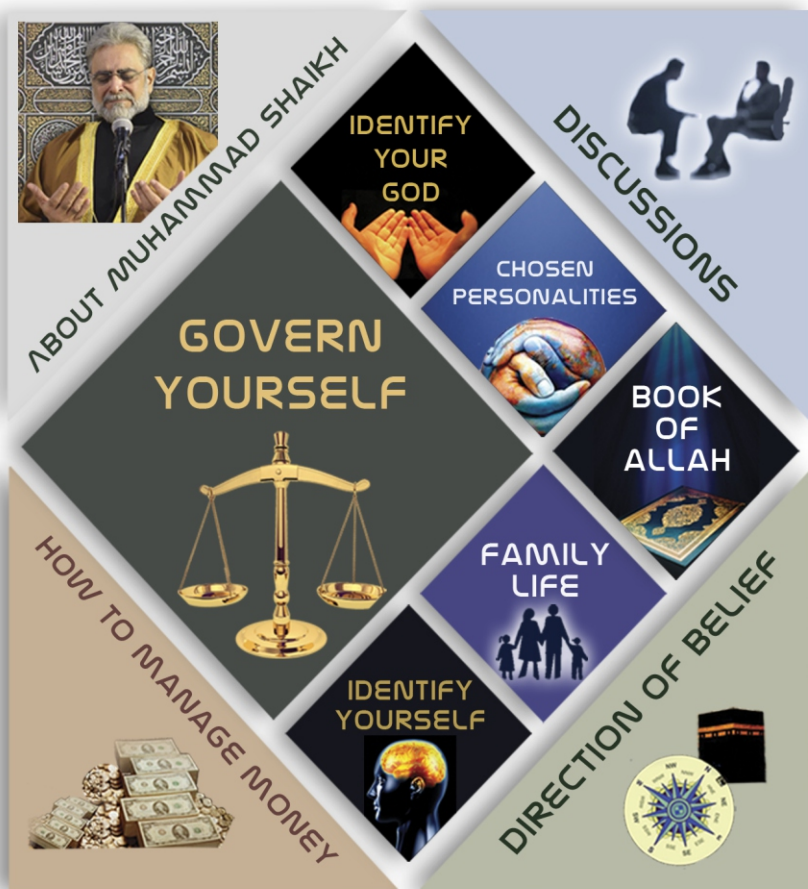 ABOUT MUHAMMAD SHAIKH
IDENTIFY
YOUR
GOD
DISCUSSIONS
CHOSEN
PERSONALITIES
GOVERN
YOURSELF
BOOK
OF
ALLAH
FAMILY
LIFE
IDENTIFY
YOURSELF
HOW TO MANAGE MONEY
DIRECTION OF BELIEF